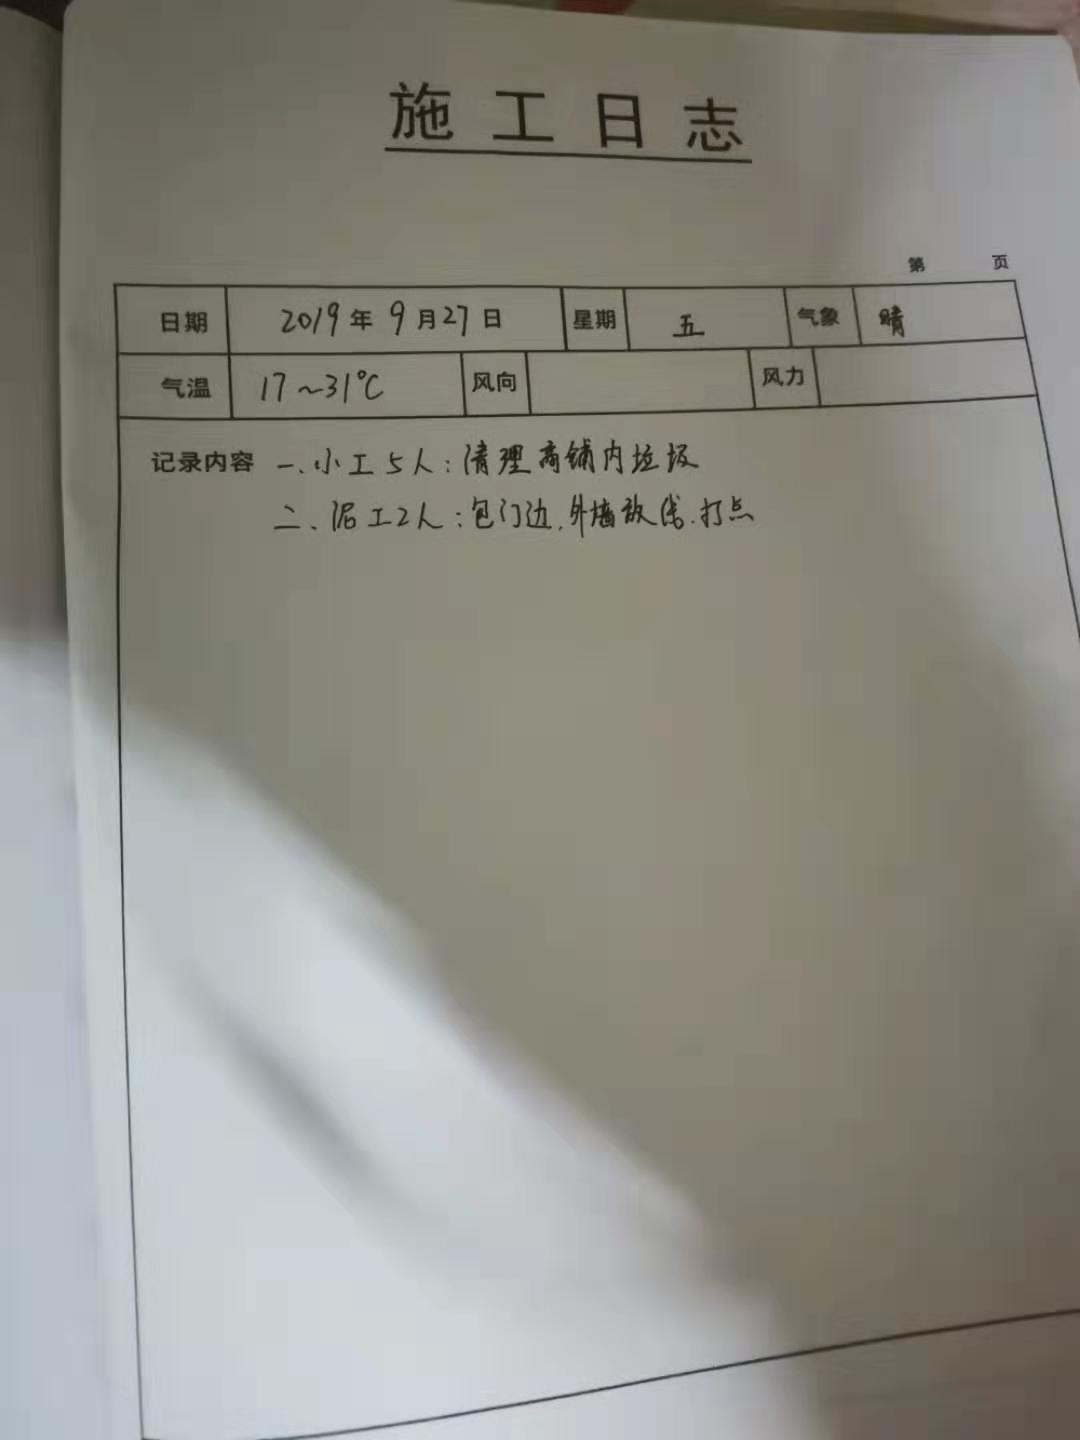 施工日志
第 页
日期 2019年9月27日 星期 五 气象 晴
气温 17~31℃ 风向 风力
记录内容 一、小工5人:清理商铺内垃圾
二、泥工2人:包门边、外墙放线、打点